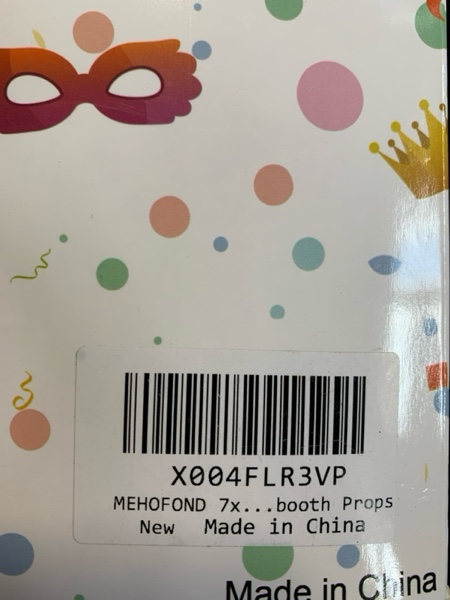 X004FLR3VP
MEHOFOND 7x...booth Props
New Made in China
Made in China